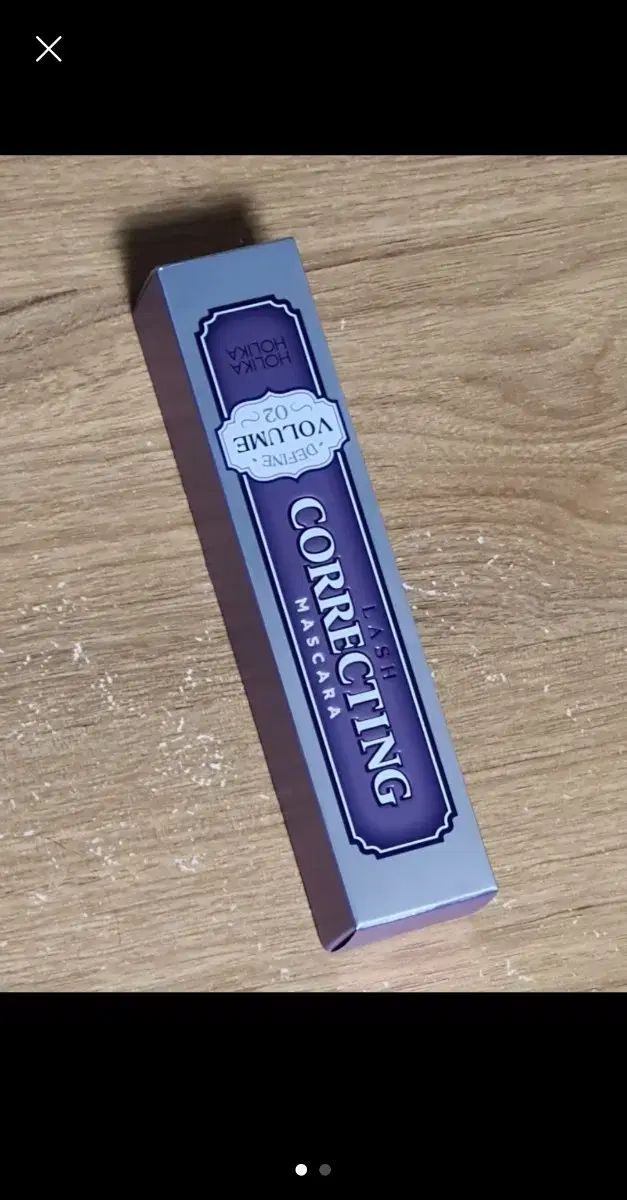 HOLIKA
HOLIKA
DEFINE
VOLUME
02
LASH
CORRECTING
MASCARA